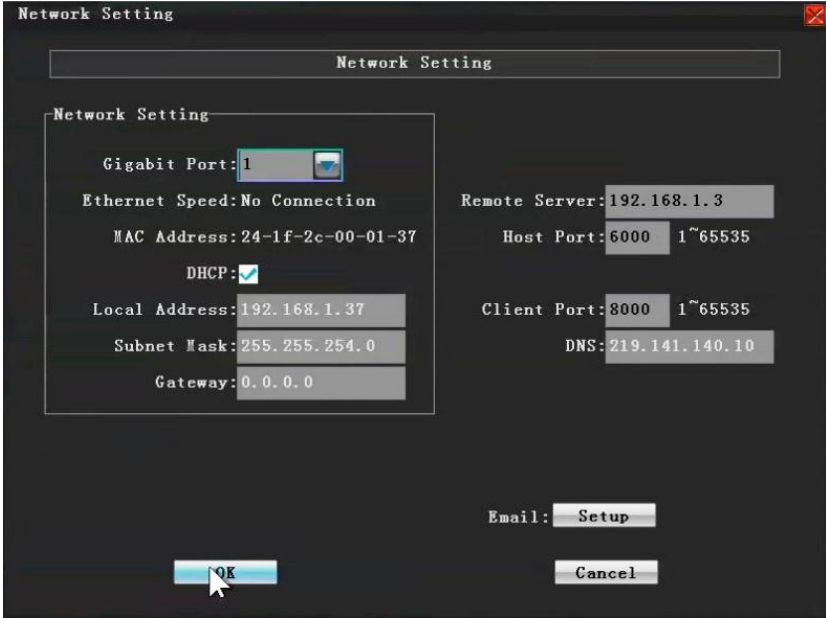 Network Setting
Network Setting
Network Setting
Gigabit Port:1
Ethernet Speed:No Connection
MAC Address:24-1f-2c-00-01-37
DHCP:
Local Address:192.168.1.37
Subnet Mask:255.255.254.0
Gateway:0.0.0.0
Remote Server:192.168.1.3
Host Port:6000 1~65535
Client Port:8000 1~65535
DNS:219.141.140.10
Email: Setup
OK
Cancel